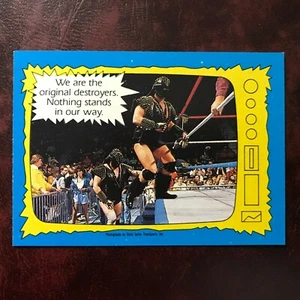 We are the
original destroyers.
Nothing stands
in our way.